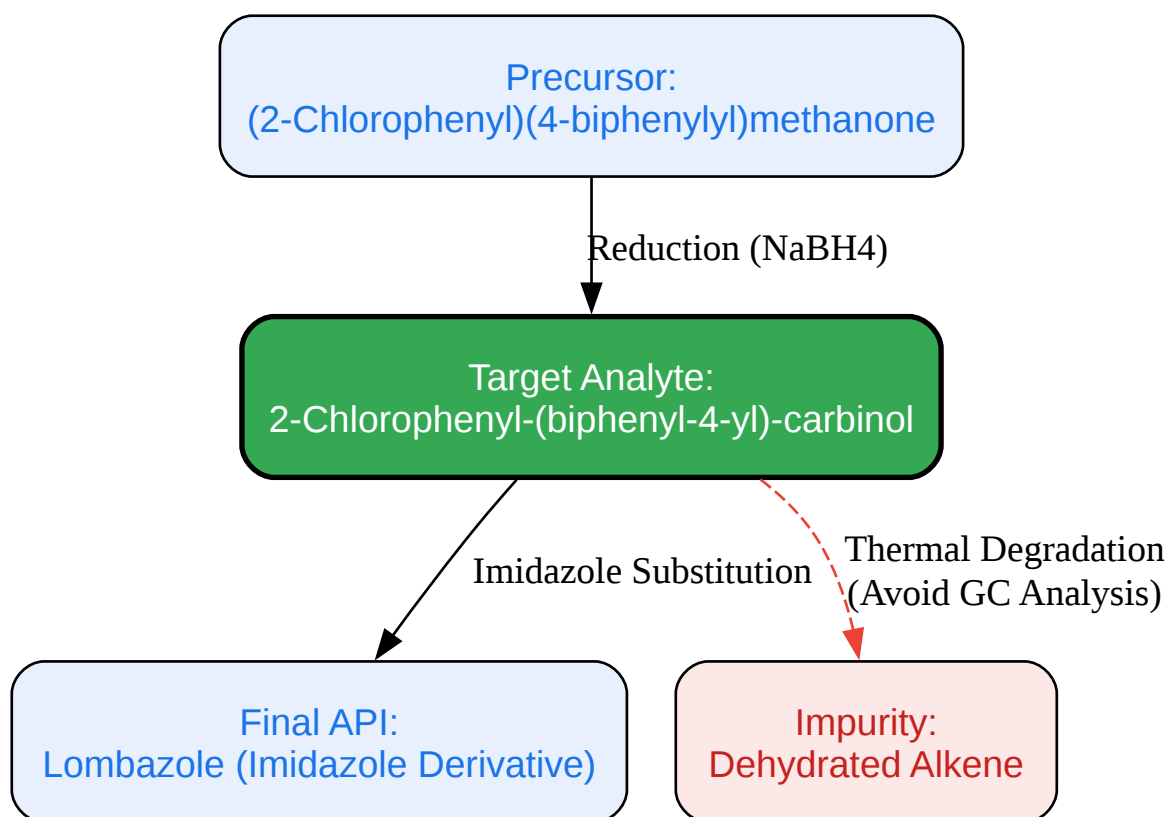 Precursor:
(2-Chlorophenyl)(4-biphenylyl)methanone
Reduction (NaBH4)
Target Analyte:
2-Chlorophenyl-(biphenyl-4-yl)-carbinol
Imidazole Substitution
Thermal Degradation
(Avoid GC Analysis)
Final API:
Lombazole (Imidazole Derivative)
Impurity:
Dehydrated Alkene